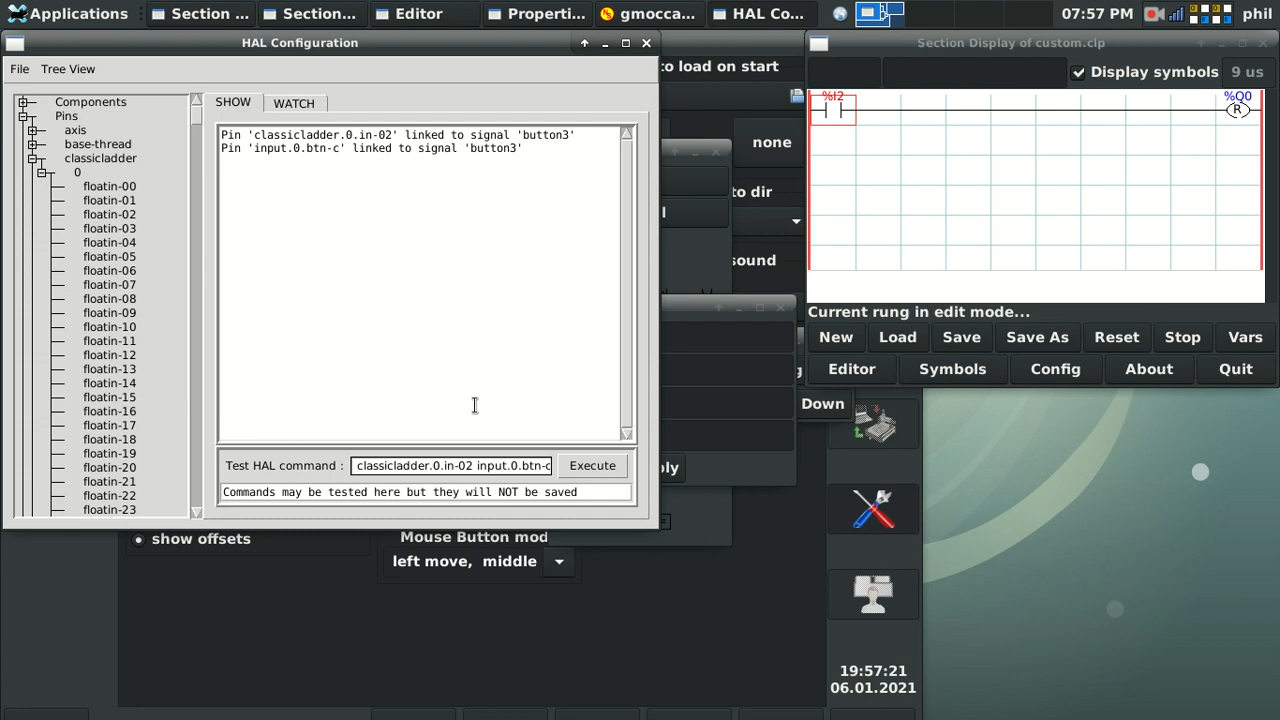 Applications
Section ...
Section...
Editor
Properti...
gmocca...
HAL Co...
07:57 PM
phil
HAL Configuration
File
Tree View
Components
Pins
axis
base-thread
classicladder
0
floatin-00
floatin-01
floatin-02
floatin-03
floatin-04
floatin-05
floatin-06
floatin-07
floatin-08
floatin-09
floatin-10
floatin-11
floatin-12
floatin-13
floatin-14
floatin-15
floatin-16
floatin-17
floatin-18
floatin-19
floatin-20
floatin-21
floatin-22
floatin-23
SHOW
WATCH
Pin 'classicladder.0.in-02' linked to signal 'button3'
Pin 'input.0.btn-c' linked to signal 'button3'
Test HAL command :
classicladder.0.in-02 input.0.btn-c
Execute
Commands may be tested here but they will NOT be saved
to load on start
none
to dir
sound
Down
show offsets
Mouse Button mod
left move, middle
Section Display of custom.clp
Display symbols
9 us
%I2
%Q0
R
Current rung in edit mode...
New
Load
Save
Save As
Reset
Stop
Vars
Editor
Symbols
Config
About
Quit
19:57:21
06.01.2021